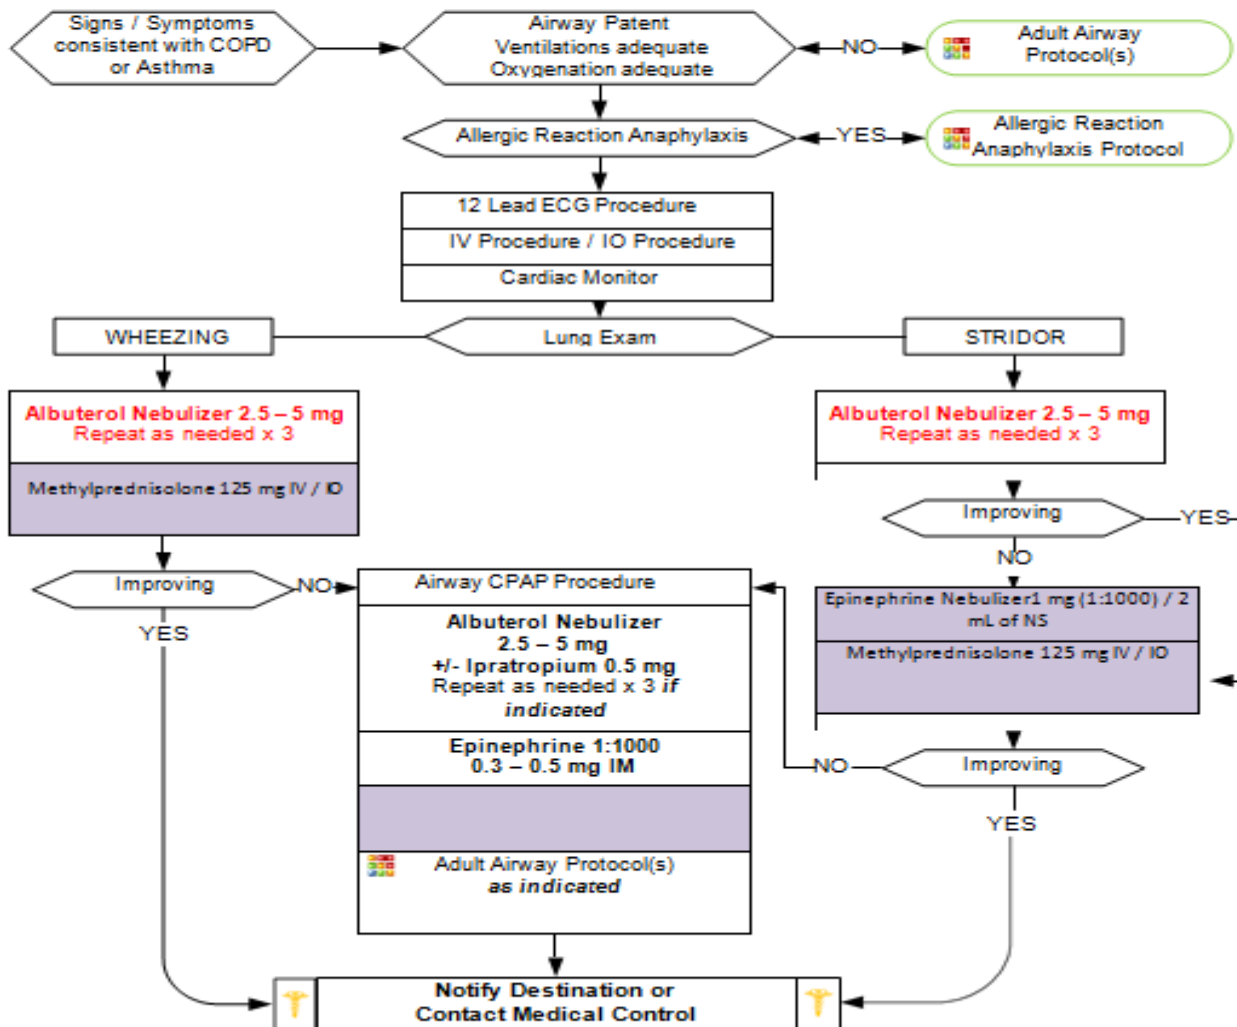 Signs / Symptoms
consistent with COPD
or Asthma
Airway Patent
Ventilations adequate
Oxygenation adequate
NO
Adult Airway
Protocol(s)
Allergic Reaction Anaphylaxis
YES
Allergic Reaction
Anaphylaxis Protocol
12 Lead ECG Procedure
IV Procedure / IO Procedure
Cardiac Monitor
WHEEZING
Lung Exam
STRIDOR
Albuterol Nebulizer 2.5 – 5 mg
Repeat as needed x 3
Methylprednisolone 125 mg IV / IO
Improving
NO
YES
Albuterol Nebulizer 2.5 – 5 mg
Repeat as needed x 3
Improving
YES
NO
Epinephrine Nebulizer1 mg (1:1000) / 2
mL of NS
Methylprednisolone 125 mg IV / IO
Improving
NO
YES
Airway CPAP Procedure
Albuterol Nebulizer
2.5 – 5 mg
+/- Ipratropium 0.5 mg
Repeat as needed x 3 if
indicated
Epinephrine 1:1000
0.3 – 0.5 mg IM
Adult Airway Protocol(s)
as indicated
Notify Destination or
Contact Medical Control